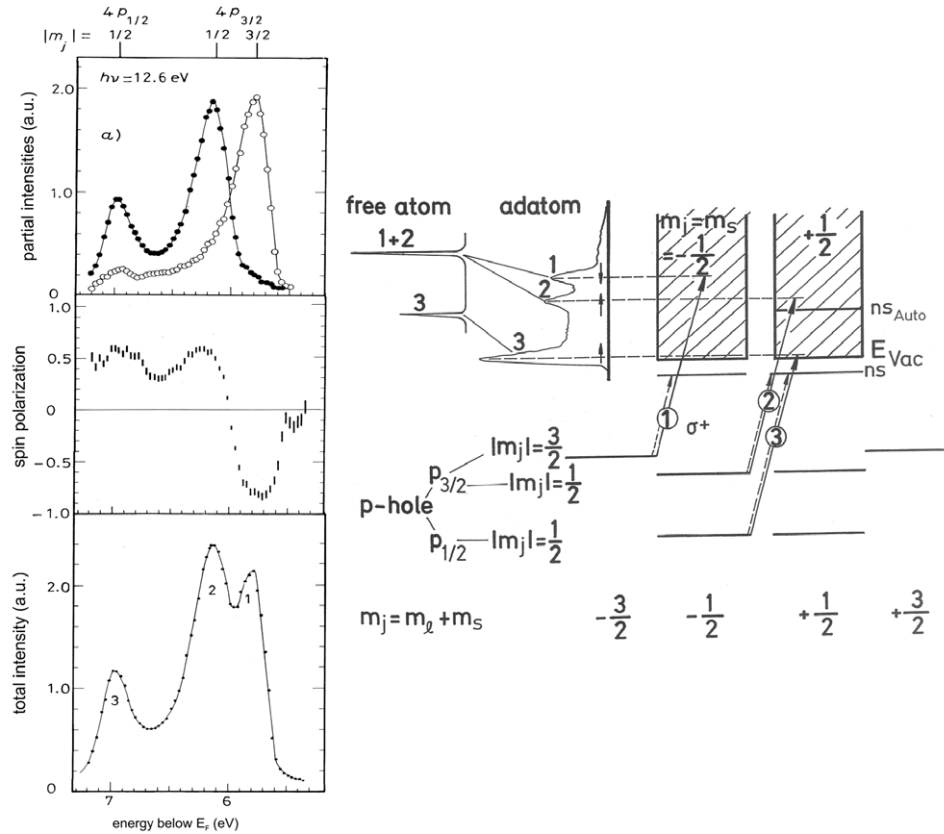 4p1/2 4p3/2
|mj| = 1/2 1/2 3/2
hν = 12.6 eV
a)
partial intensities (a.u.)
2.0
1.0
0
spin polarization
1.0
0.5
0
−0.5
−1.0
total intensity (a.u.)
2.0
1.0
0
3
2
1
7
6
energy below EF (eV)
free atom adatom
1+2
3
1
2
3
mj=ms
=-1/2
+1/2
nsAuto
EVac
ns
1
σ+
2
3
p-hole
p3/2
|mj|=3/2
|mj|=1/2
p1/2
|mj|=1/2
mj=mℓ+ms
-3/2 -1/2 +1/2 +3/2